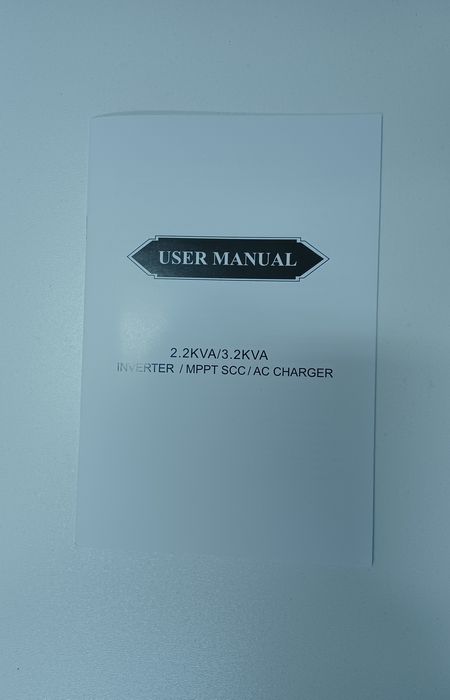 USER MANUAL
2.2KVA/3.2KVA
INVERTER / MPPT SCC / AC CHARGER